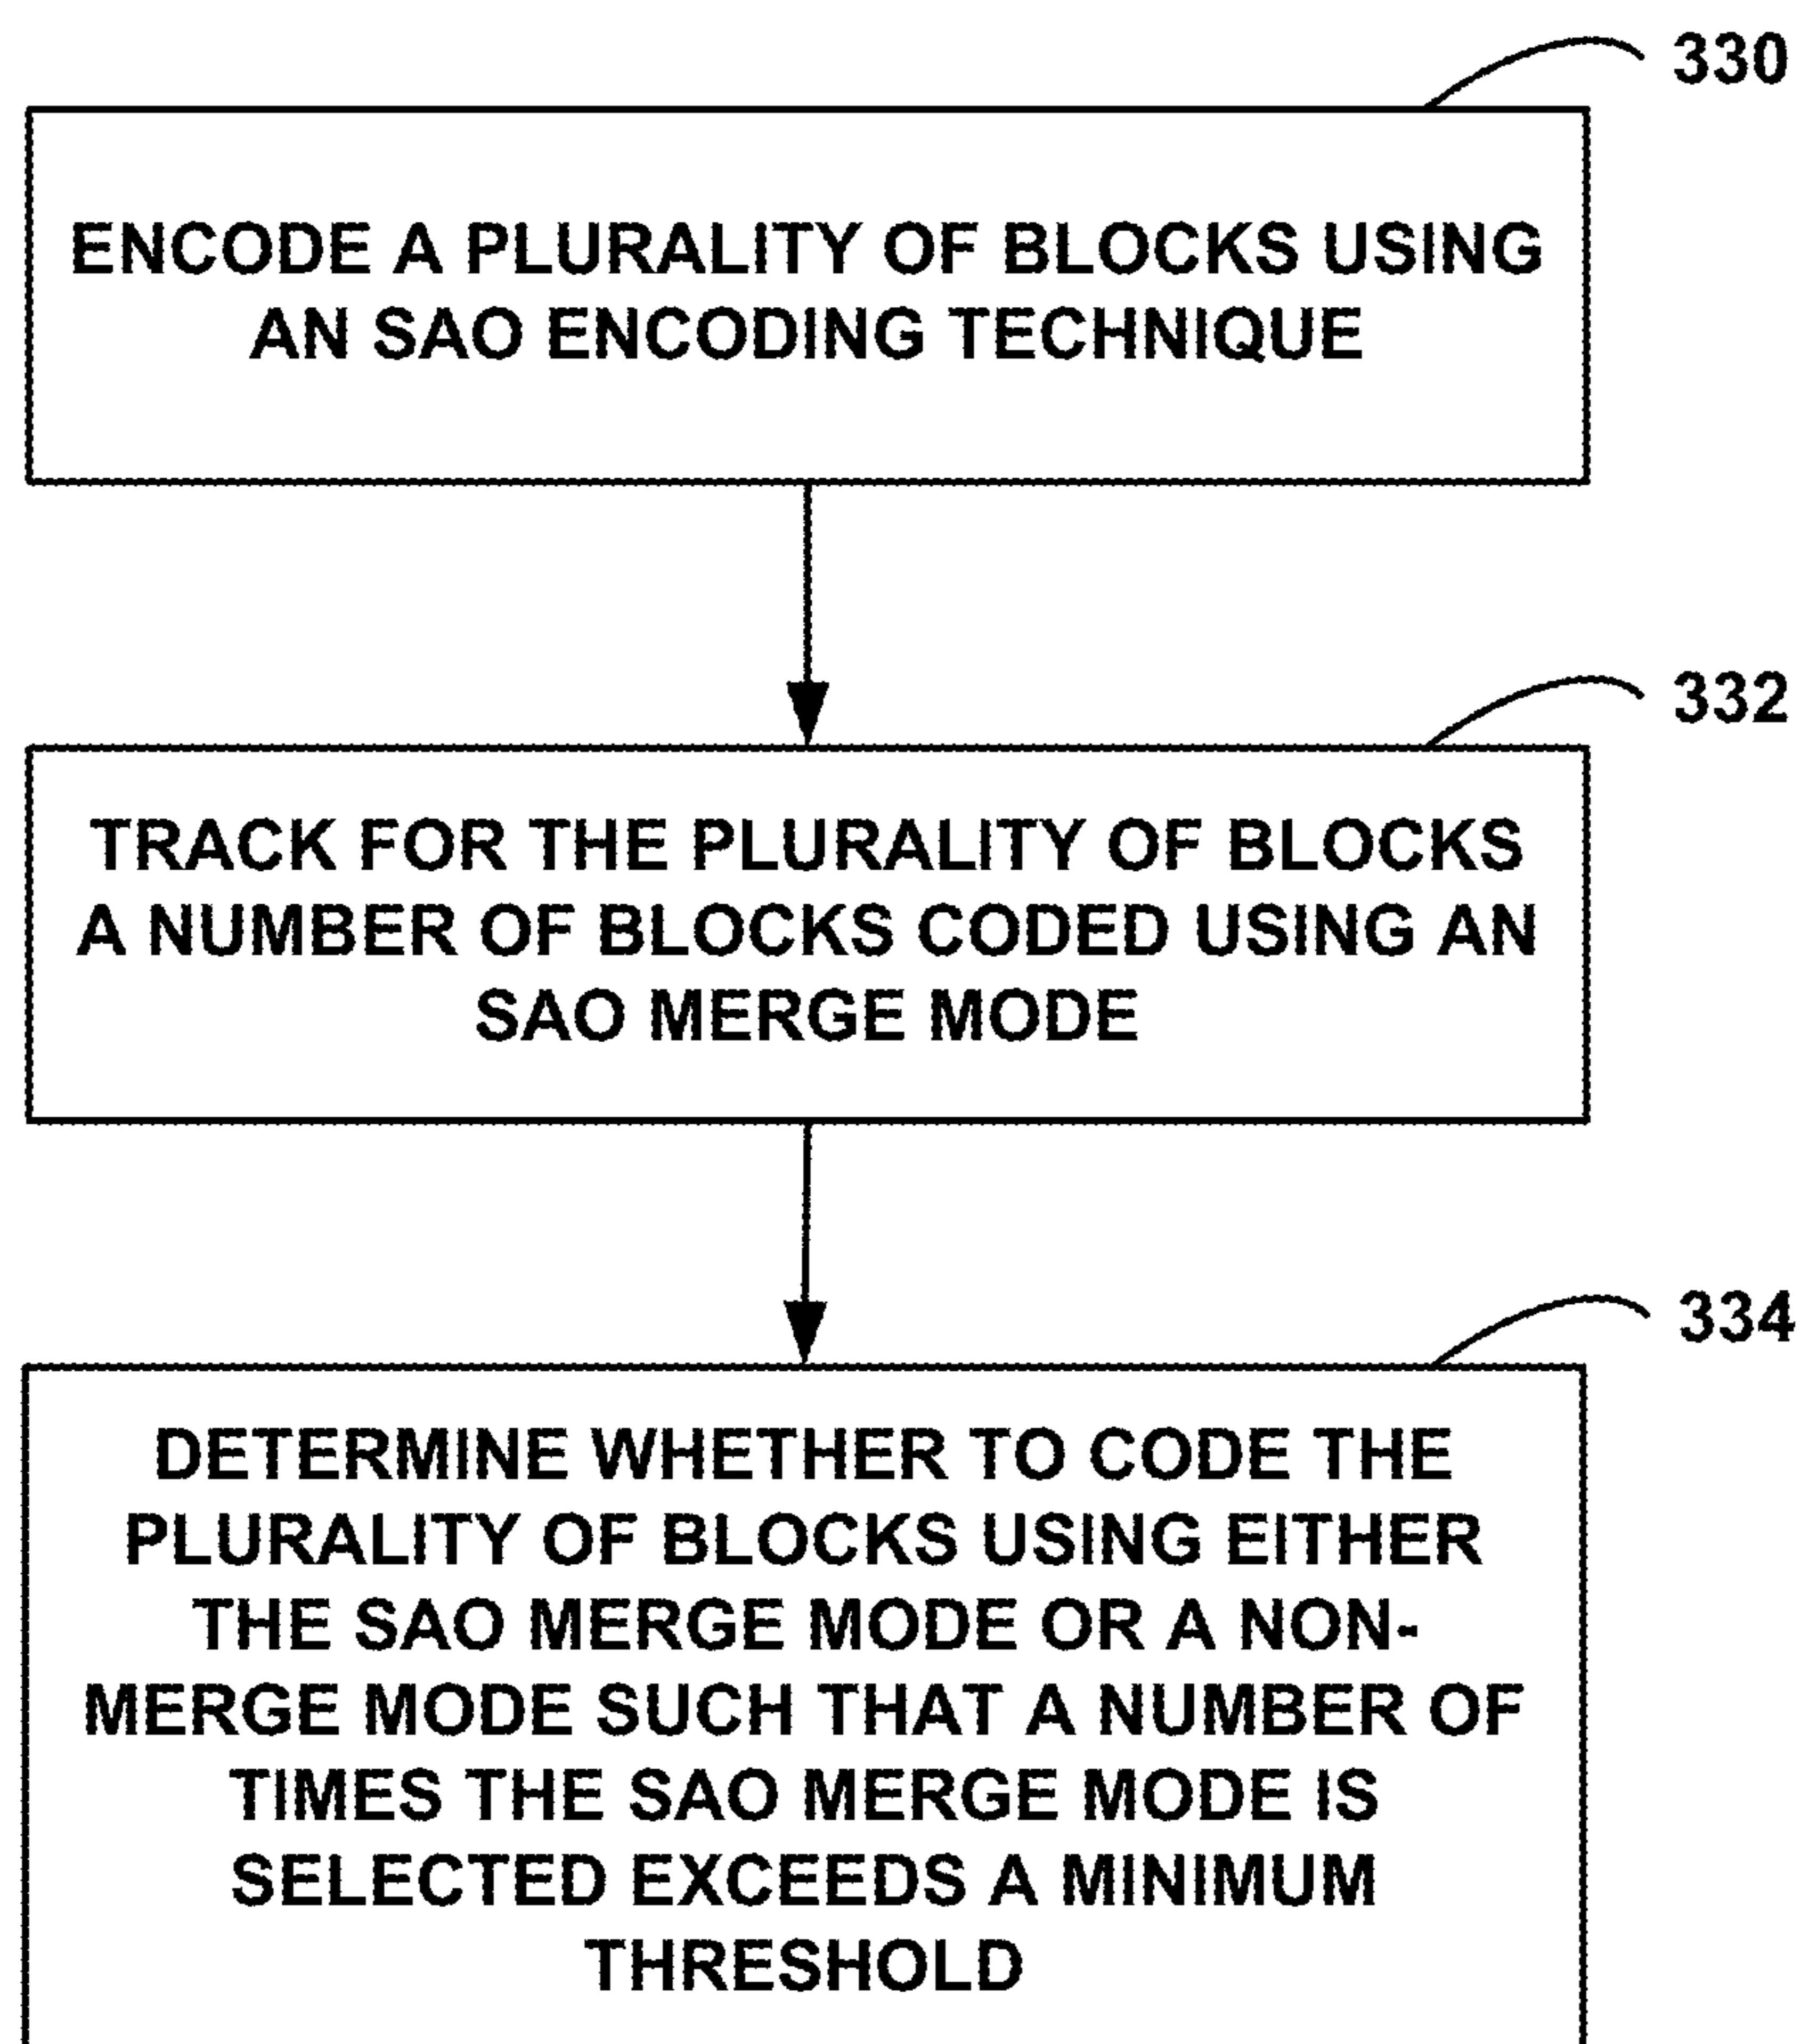 330
ENCODE A PLURALITY OF BLOCKS USING
AN SAO ENCODING TECHNIQUE
332
TRACK FOR THE PLURALITY OF BLOCKS
A NUMBER OF BLOCKS CODED USING AN
SAO MERGE MODE
334
DETERMINE WHETHER TO CODE THE
PLURALITY OF BLOCKS USING EITHER
THE SAO MERGE MODE OR A NON-
MERGE MODE SUCH THAT A NUMBER OF
TIMES THE SAO MERGE MODE IS
SELECTED EXCEEDS A MINIMUM
THRESHOLD